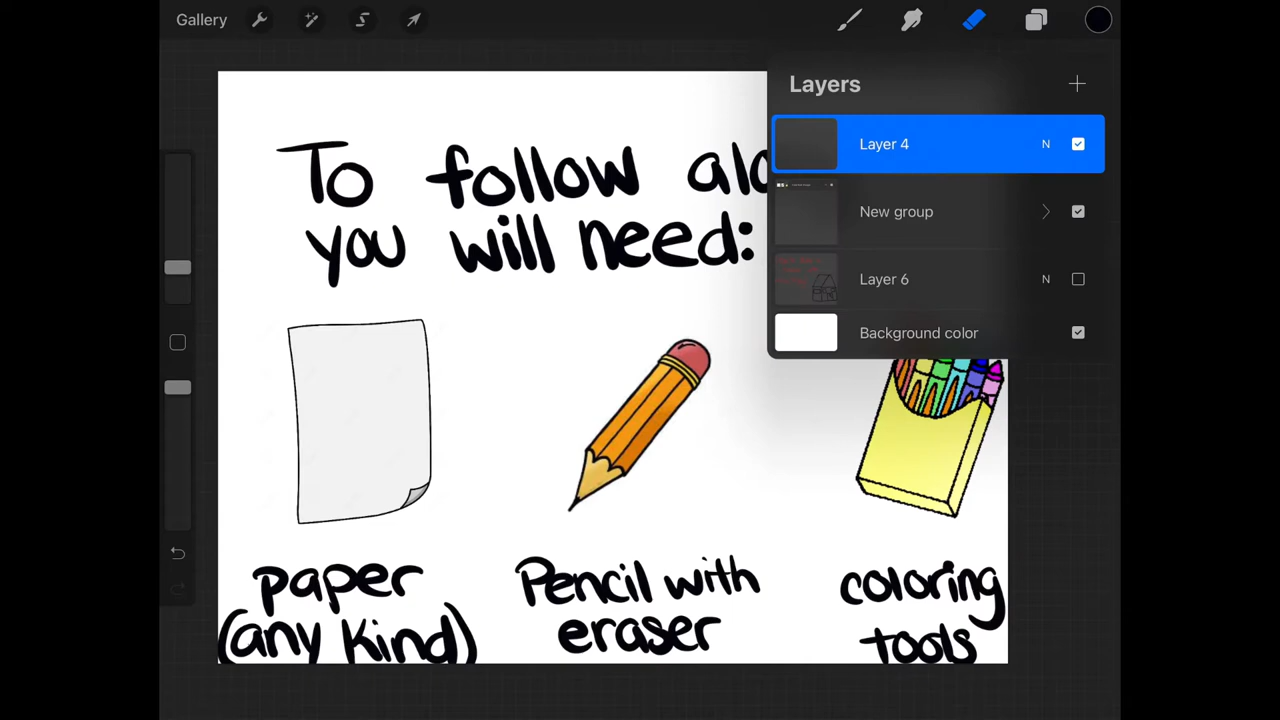 Gallery
Layers
Layer 4 N
New group
Layer 6 N
Background color
To follow alo
you will need:
paper
(any kind)
Pencil with
eraser
coloring
tools